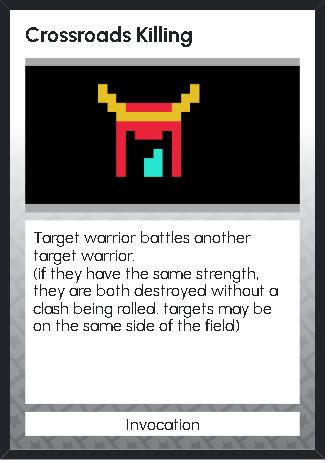 Crossroads Killing
Target warrior battles another
target warrior.
(if they have the same strength,
they are both destroyed without a
clash being rolled. targets may be
on the same side of the field)
Invocation